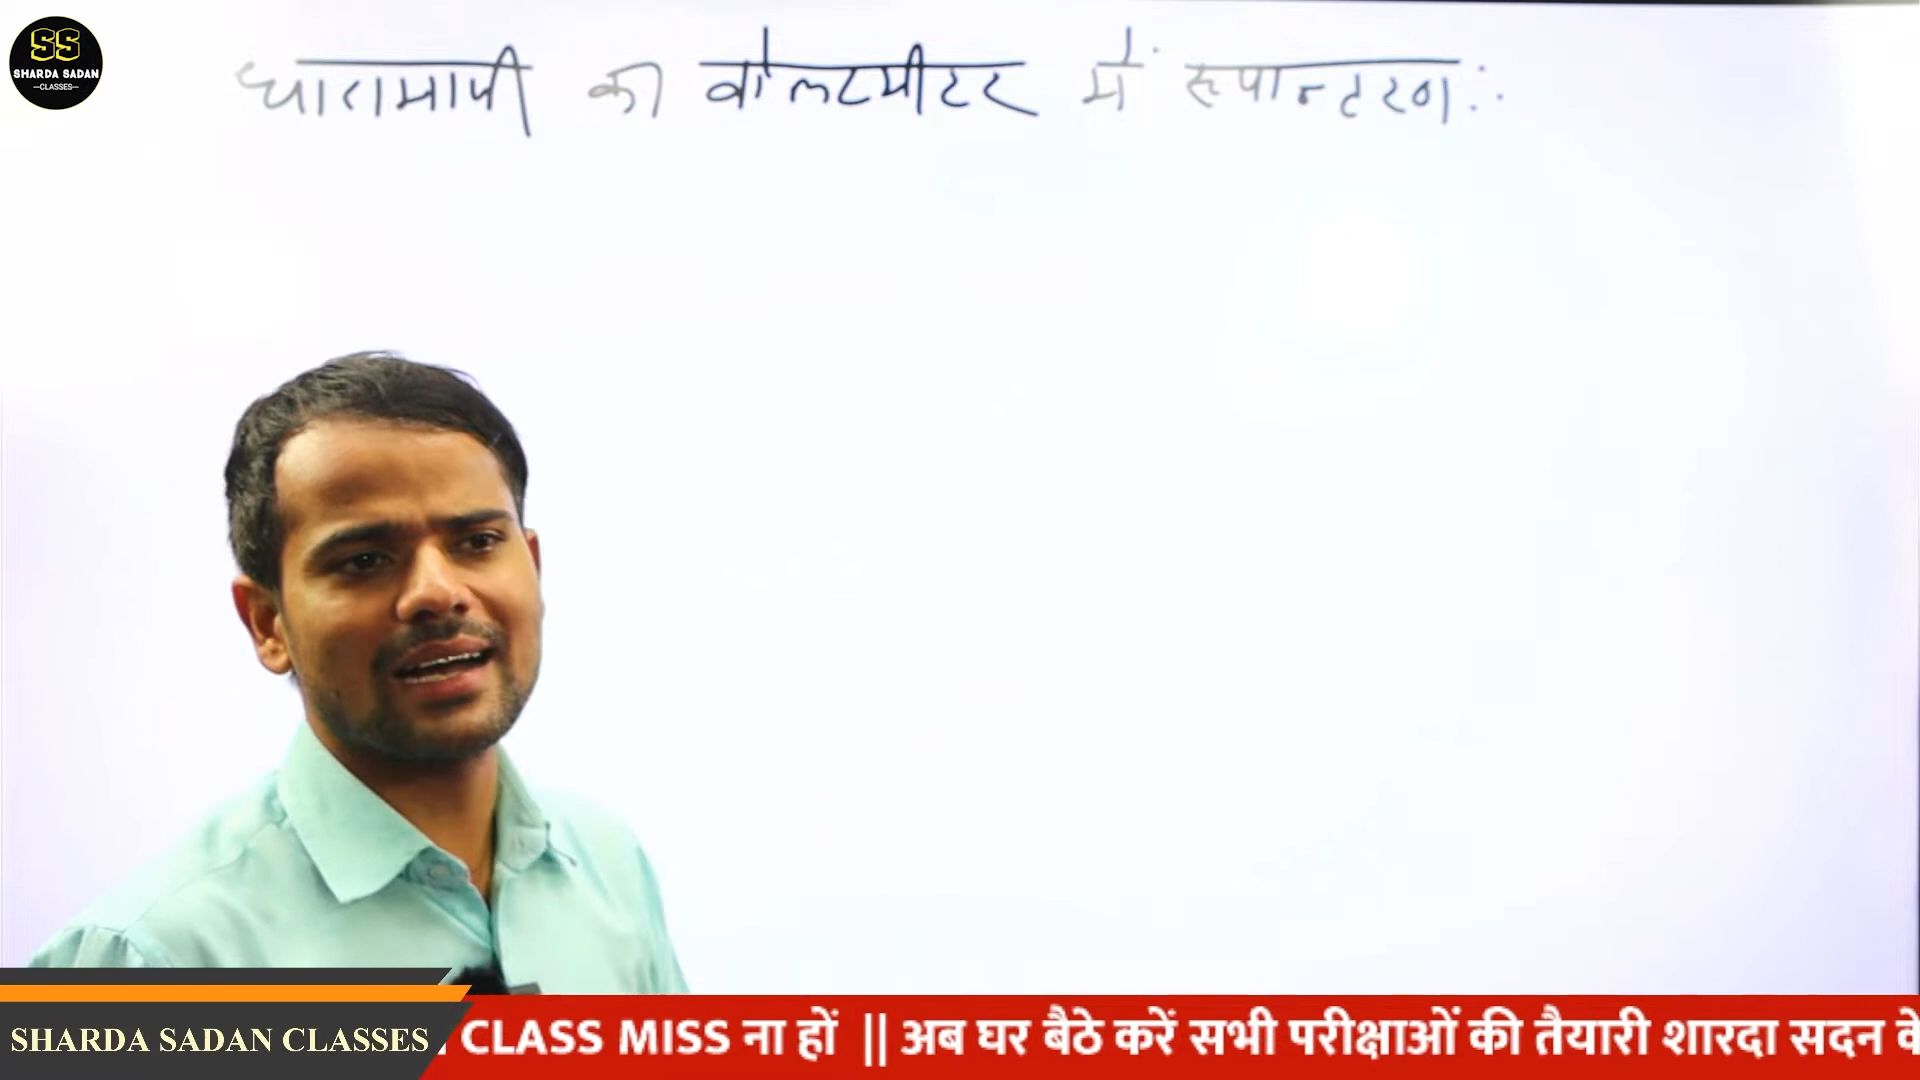 SS
SHARDA SADAN
—CLASSES—
धारामापी का वोल्टमीटर में रूपान्तरण :
SHARDA SADAN CLASSES
CLASS MISS ना हों || अब घर बैठे करें सभी परीक्षाओं की तैयारी शारदा सदन के